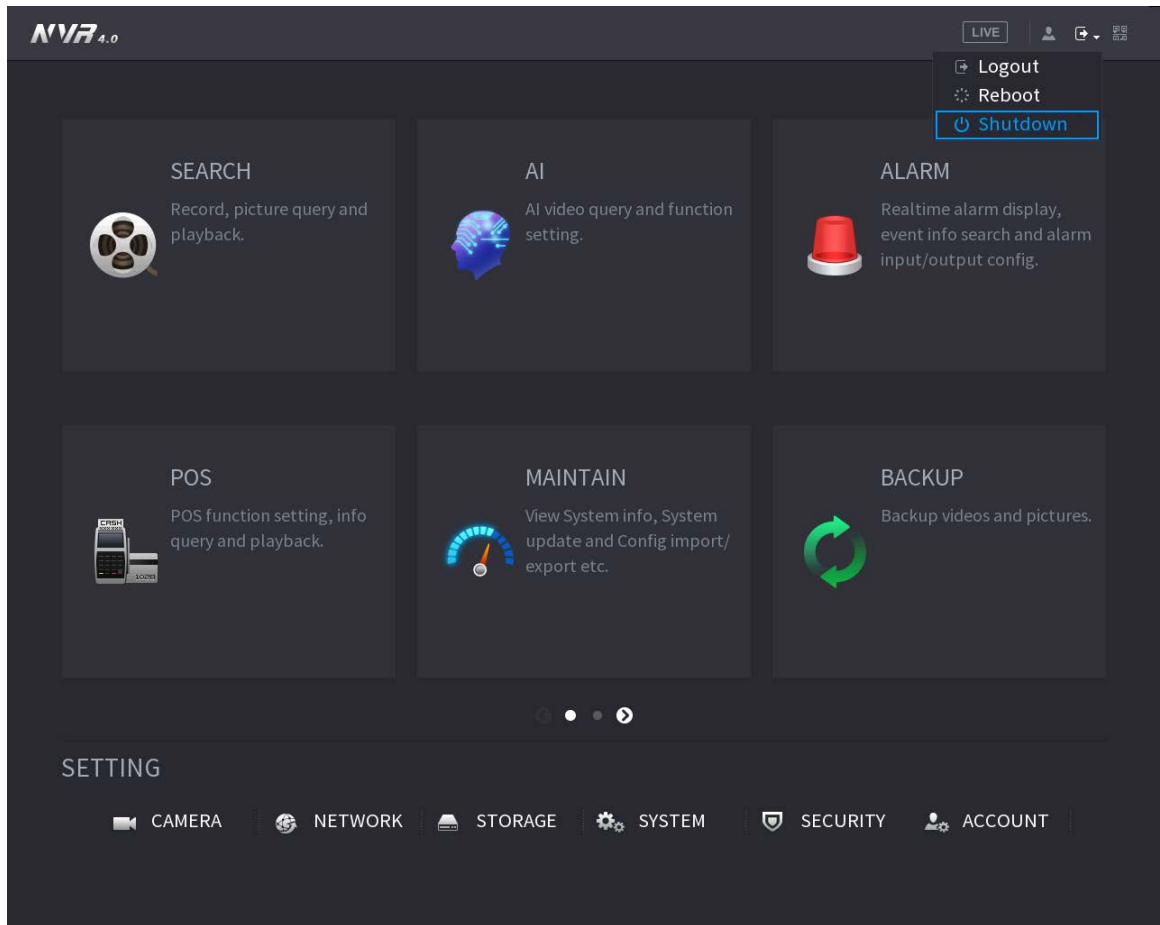 NVR 4.0
LIVE
Logout
Reboot
Shutdown
SEARCH
Record, picture query and
playback.
AI
AI video query and function
setting.
ALARM
Realtime alarm display,
event info search and alarm
input/output config.
POS
CASH
POS function setting, info
query and playback.
MAINTAIN
View System info, System
update and Config import/
export etc.
BACKUP
Backup videos and pictures.
SETTING
CAMERA
NETWORK
STORAGE
SYSTEM
SECURITY
ACCOUNT